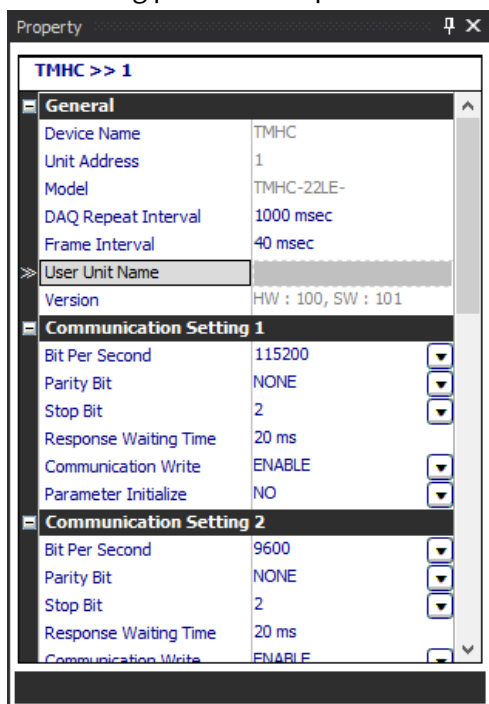 Property
TMHC >> 1
General
Device Name TMHC
Unit Address 1
Model TMHC-22LE-
DAQ Repeat Interval 1000 msec
Frame Interval 40 msec
User Unit Name
Version HW : 100, SW : 101
Communication Setting 1
Bit Per Second 115200
Parity Bit NONE
Stop Bit 2
Response Waiting Time 20 ms
Communication Write ENABLE
Parameter Initialize NO
Communication Setting 2
Bit Per Second 9600
Parity Bit NONE
Stop Bit 2
Response Waiting Time 20 ms
Communication Write ENABLE